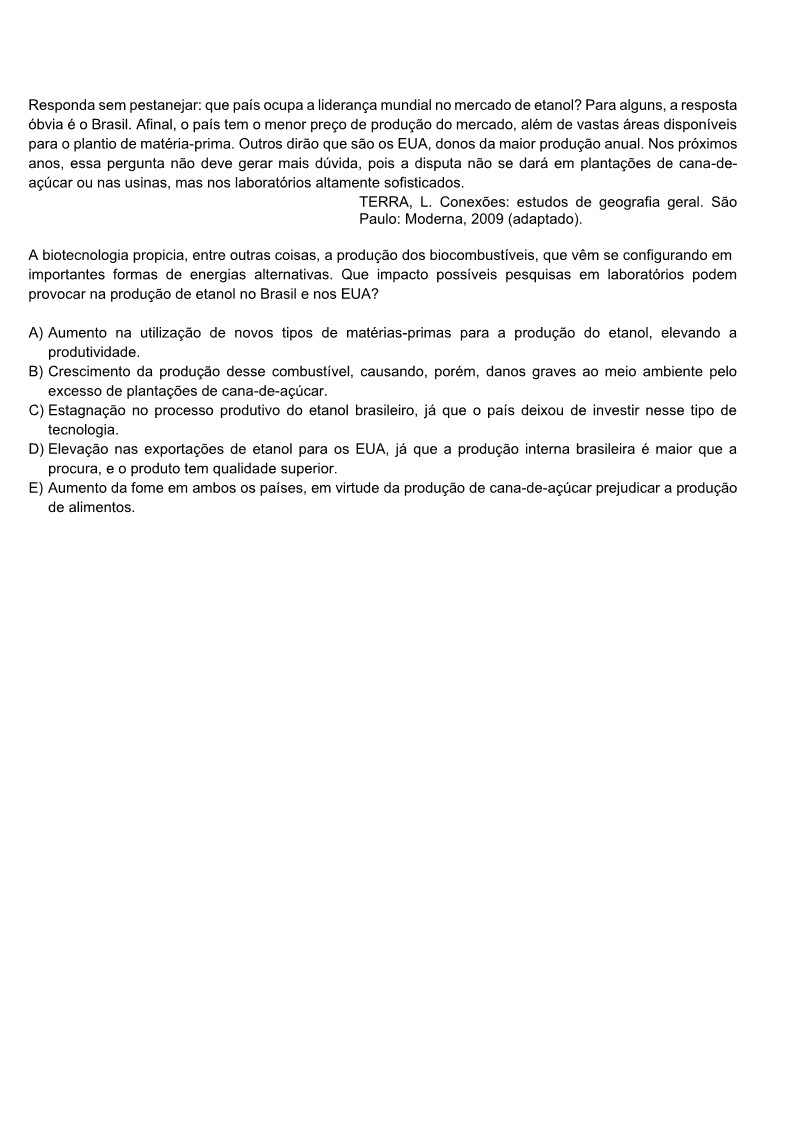 Responda sem pestanejar: que país ocupa a liderança mundial no mercado de etanol? Para alguns, a resposta
óbvia é o Brasil. Afinal, o país tem o menor preço de produção do mercado, além de vastas áreas disponíveis
para o plantio de matéria-prima. Outros dirão que são os EUA, donos da maior produção anual. Nos próximos
anos, essa pergunta não deve gerar mais dúvida, pois a disputa não se dará em plantações de cana-de-
açúcar ou nas usinas, mas nos laboratórios altamente sofisticados.
TERRA, L. Conexões: estudos de geografia geral. São
Paulo: Moderna, 2009 (adaptado).
A biotecnologia propicia, entre outras coisas, a produção dos biocombustíveis, que vêm se configurando em
importantes formas de energias alternativas. Que impacto possíveis pesquisas em laboratórios podem
provocar na produção de etanol no Brasil e nos EUA?
A) Aumento na utilização de novos tipos de matérias-primas para a produção do etanol, elevando a
produtividade.
B) Crescimento da produção desse combustível, causando, porém, danos graves ao meio ambiente pelo
excesso de plantações de cana-de-açúcar.
C) Estagnação no processo produtivo do etanol brasileiro, já que o país deixou de investir nesse tipo de
tecnologia.
D) Elevação nas exportações de etanol para os EUA, já que a produção interna brasileira é maior que a
procura, e o produto tem qualidade superior.
E) Aumento da fome em ambos os países, em virtude da produção de cana-de-açúcar prejudicar a produção
de alimentos.